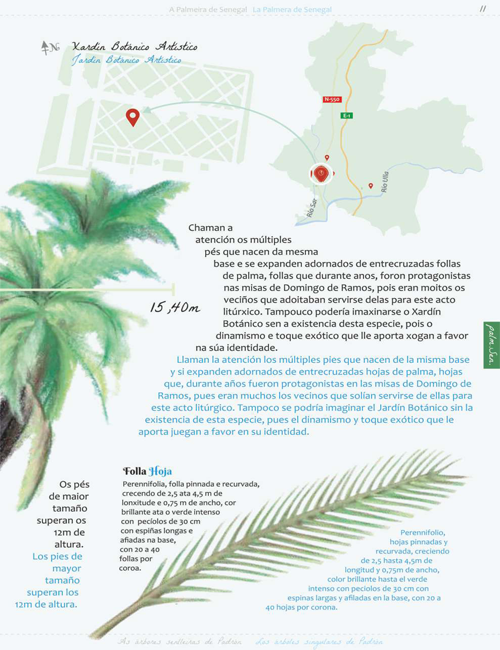 A Palmeira de Senegal La Palmera de Senegal
11
N
Xardín Botánico Artístico
Jardín Botánico Artístico
N-550
E-1
Río Sar
Río Ulla
Chaman a
atención os múltiples
pés que nacen da mesma
base e se expanden adornados de entrecruzadas follas
de palma, follas que durante anos, foron protagonistas
nas misas de Domingo de Ramos, pois eran moitos os
veciños que adoitaban servirse delas para este acto
litúrxico. Tampouco podería imaxinarse o Xardín
Botánico sen a existencia desta especie, pois o
dinamismo e toque exótico que lle aporta xogan a favor
na súa identidade.
15,40m
palm.Sen
Llaman la atención los múltiples pies que nacen de la misma base
y si expanden adornados de entrecruzadas hojas de palma, hojas
que, durante años fueron protagonistas en las misas de Domingo de
Ramos, pues eran muchos los vecinos que solían servirse de ellas para
este acto litúrgico. Tampoco se podría imaginar el Jardín Botánico sin la
existencia de esta especie, pues el dinamismo y toque exótico que le
aporta juegan a favor en su identidad.
Folla Hoja
Perennifolia, folla pinnada e recurvada,
crecendo de 2,5 ata 4,5 m de
lonxitude e 0,75 m de ancho, cor
brillante ata o verde intenso
con pecíolos de 30 cm
con espiñas longas e
afiadas na base,
con 20 a 40
follas por
coroa.
Os pés
de maior
tamaño
superan os
12m de
altura.
Los pies de
mayor
tamaño
superan los
12m de altura.
Perennifolio,
hojas pinnadas y
recurvada, creciendo
de 2,5 hasta 4,5m de
longitud y 0,75m de ancho,
color brillante hasta el verde
intenso con peciolos de 30 cm con
espinas largas y afiladas en la base, con 20 a
40 hojas por corona.
As árbores senlleiras de Padrón Los árboles singulares de Padrón